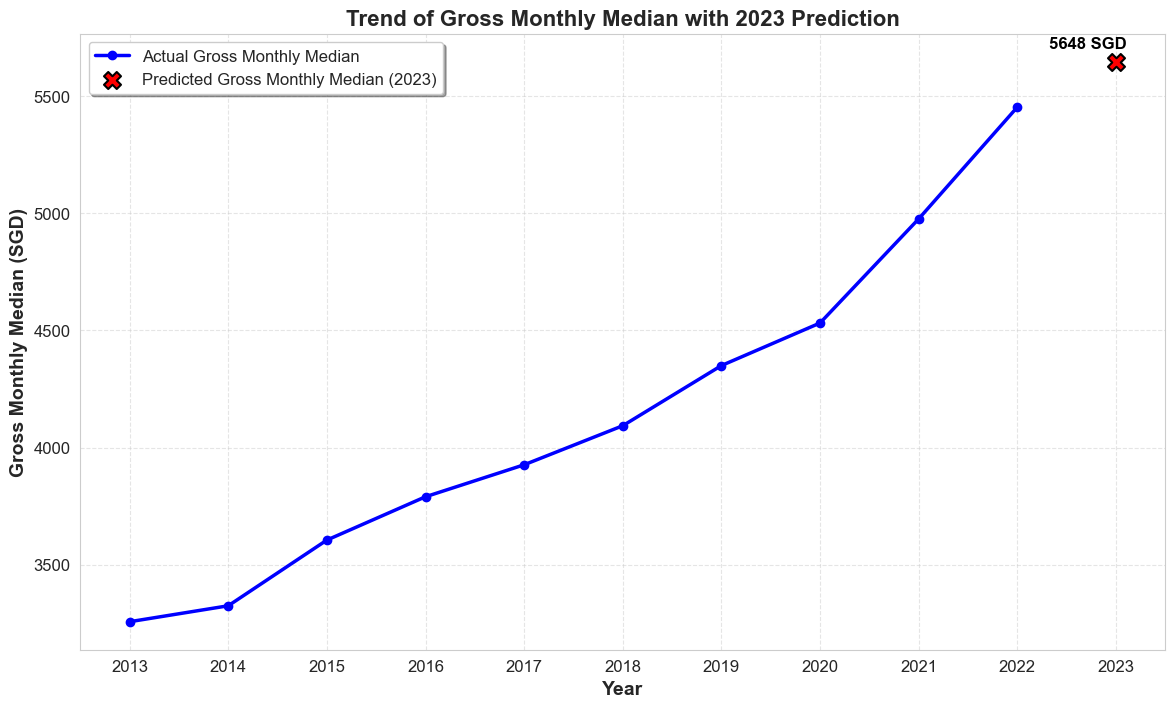 Trend of Gross Monthly Median with 2023 Prediction
Actual Gross Monthly Median
Predicted Gross Monthly Median (2023)
5648 SGD
Gross Monthly Median (SGD)
5500
5000
4500
4000
3500
2013 2014 2015 2016 2017 2018 2019 2020 2021 2022 2023
Year